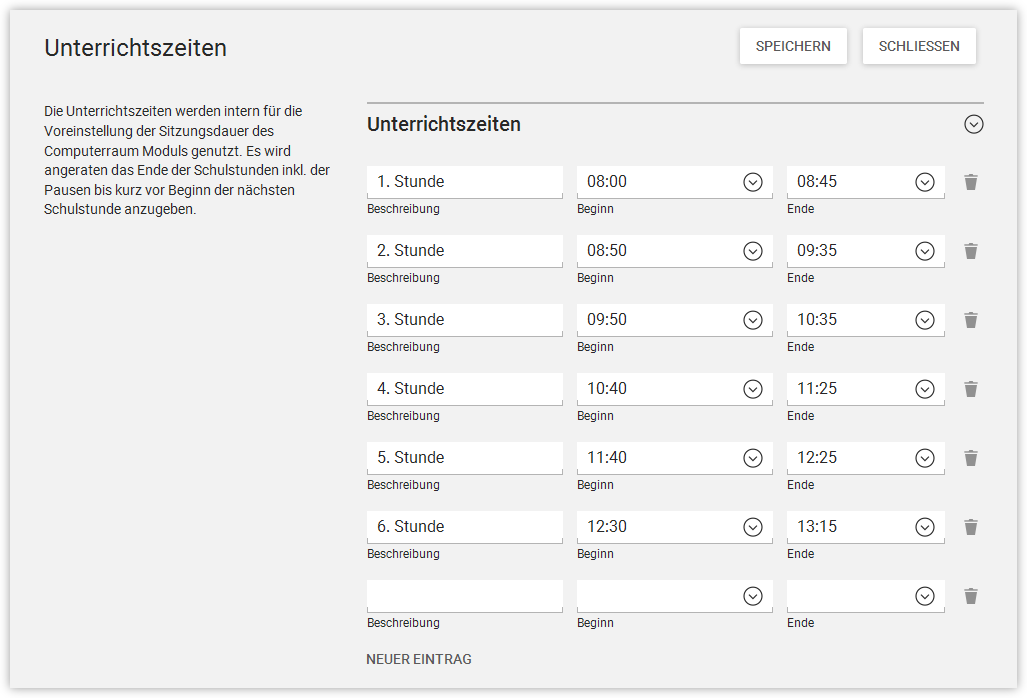 Unterrichtszeiten
SPEICHERN
SCHLIESSEN
Die Unterrichtszeiten werden intern für die
Voreinstellung der Sitzungsdauer des
Computerraum Moduls genutzt. Es wird
angeraten das Ende der Schulstunden inkl. der
Pausen bis kurz vor Beginn der nächsten
Schulstunde anzugeben.
Unterrichtszeiten
1. Stunde 08:00 08:45
Beschreibung Beginn Ende
2. Stunde 08:50 09:35
Beschreibung Beginn Ende
3. Stunde 09:50 10:35
Beschreibung Beginn Ende
4. Stunde 10:40 11:25
Beschreibung Beginn Ende
5. Stunde 11:40 12:25
Beschreibung Beginn Ende
6. Stunde 12:30 13:15
Beschreibung Beginn Ende
Beschreibung Beginn Ende
NEUER EINTRAG